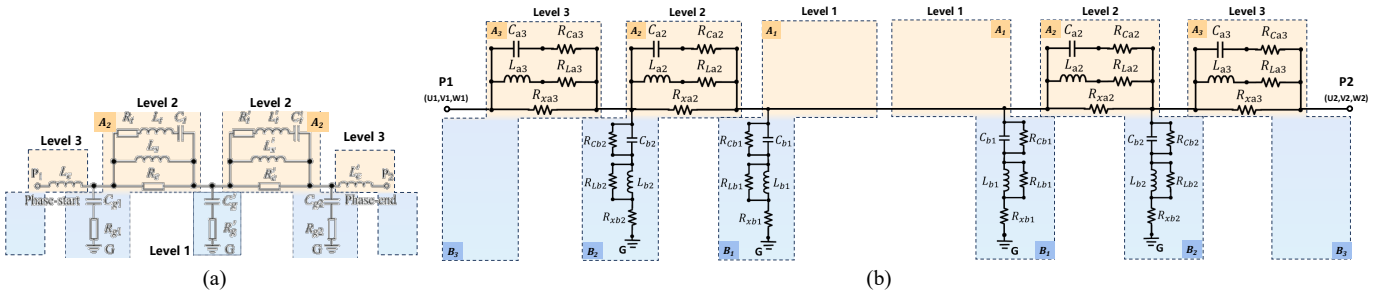 Level 2 Level 2
A2 Rt Lt Ct R't L't C't A2
Level 3 Level 3
P1 Le Ls Re L's R'e L'e P2
Phase-start Phase-end
Cg1 C'g Cg2
Rg1 R'g Rg2
G G G
Level 1
(a)
Level 3 Level 2 Level 1 Level 1 Level 2 Level 3
A3 Ca3 RCa3 A2 Ca2 RCa2 A1 A1 A2 Ca2 RCa2 A3 Ca3 RCa3
La3 RLa3 La2 RLa2 La2 RLa2 La3 RLa3
P1 Rxa3 Rxa2 Rxa2 Rxa3 P2
(U1,V1,W1) (U2,V2,W2)
RCb2 Cb2 RCb1 Cb1 Cb1 RCb1 Cb2 RCb2
RLb2 Lb2 RLb1 Lb1 Lb1 RLb1 Lb2 RLb2
Rxb2 Rxb1 Rxb1 Rxb2
B3 B2 G B1 G G B1 G B2 B3
(b)